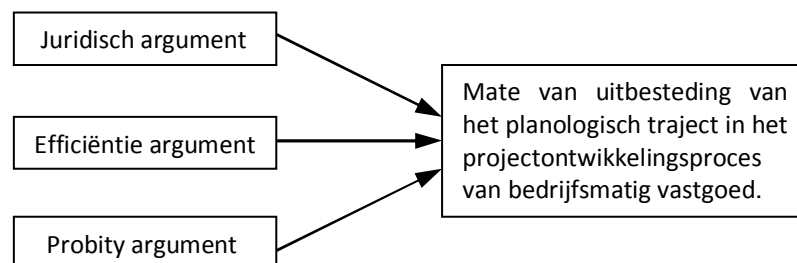 Juridisch argument
Efficiëntie argument
Probity argument
Mate van uitbesteding van
het planologisch traject in het
projectontwikkelingsproces
van bedrijfsmatig vastgoed.